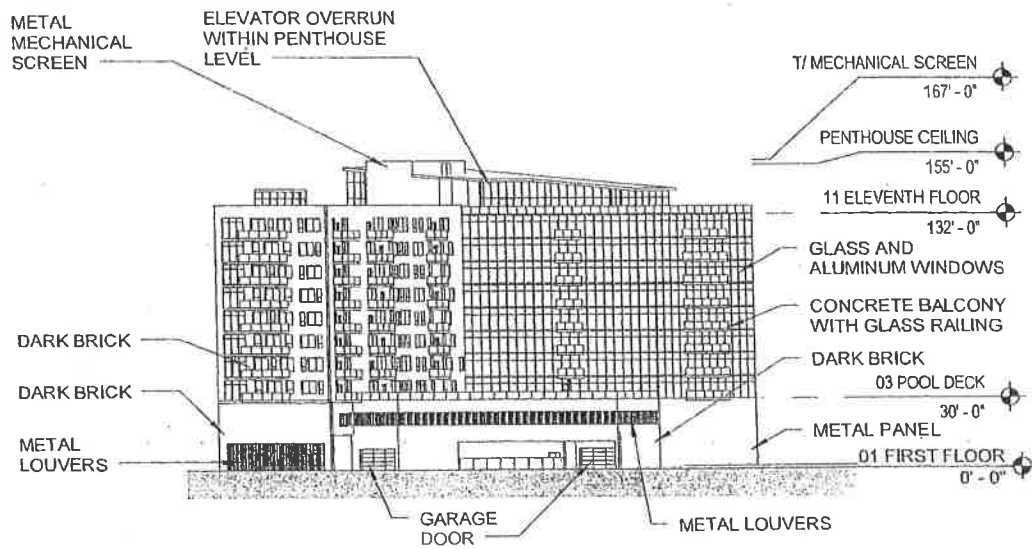 METAL
MECHANICAL
SCREEN
ELEVATOR OVERRUN
WITHIN PENTHOUSE
LEVEL
T/ MECHANICAL SCREEN
167' - 0"
PENTHOUSE CEILING
155' - 0"
11 ELEVENTH FLOOR
132' - 0"
GLASS AND
ALUMINUM WINDOWS
CONCRETE BALCONY
WITH GLASS RAILING
DARK BRICK
DARK BRICK
DARK BRICK
03 POOL DECK
30' - 0"
METAL
LOUVERS
METAL PANEL
01 FIRST FLOOR
0' - 0"
GARAGE
DOOR
METAL LOUVERS